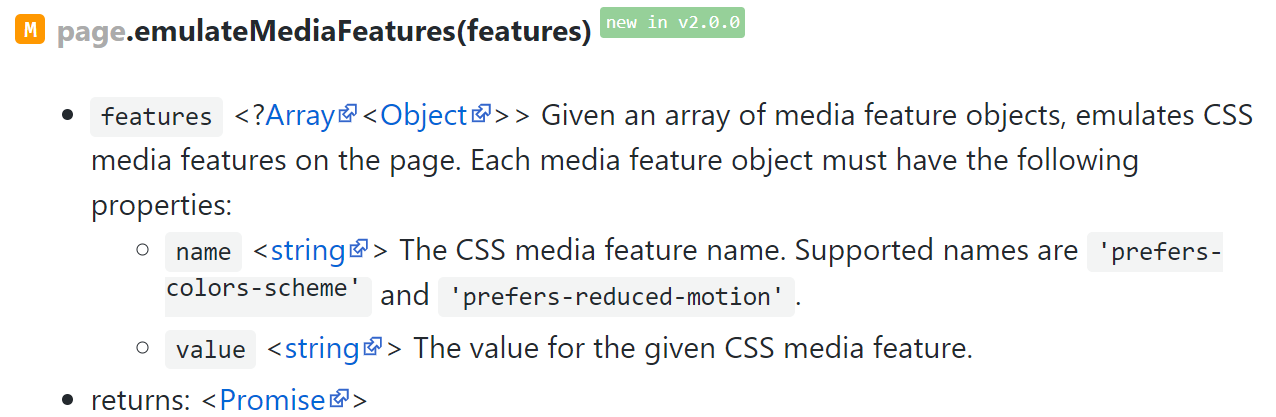 M page.emulateMediaFeatures(features) new in v2.0.0
features <?Array<Object>> Given an array of media feature objects, emulates CSS
media features on the page. Each media feature object must have the following
properties:
name <string> The CSS media feature name. Supported names are 'prefers-
colors-scheme' and 'prefers-reduced-motion'.
value <string> The value for the given CSS media feature.
returns: <Promise>